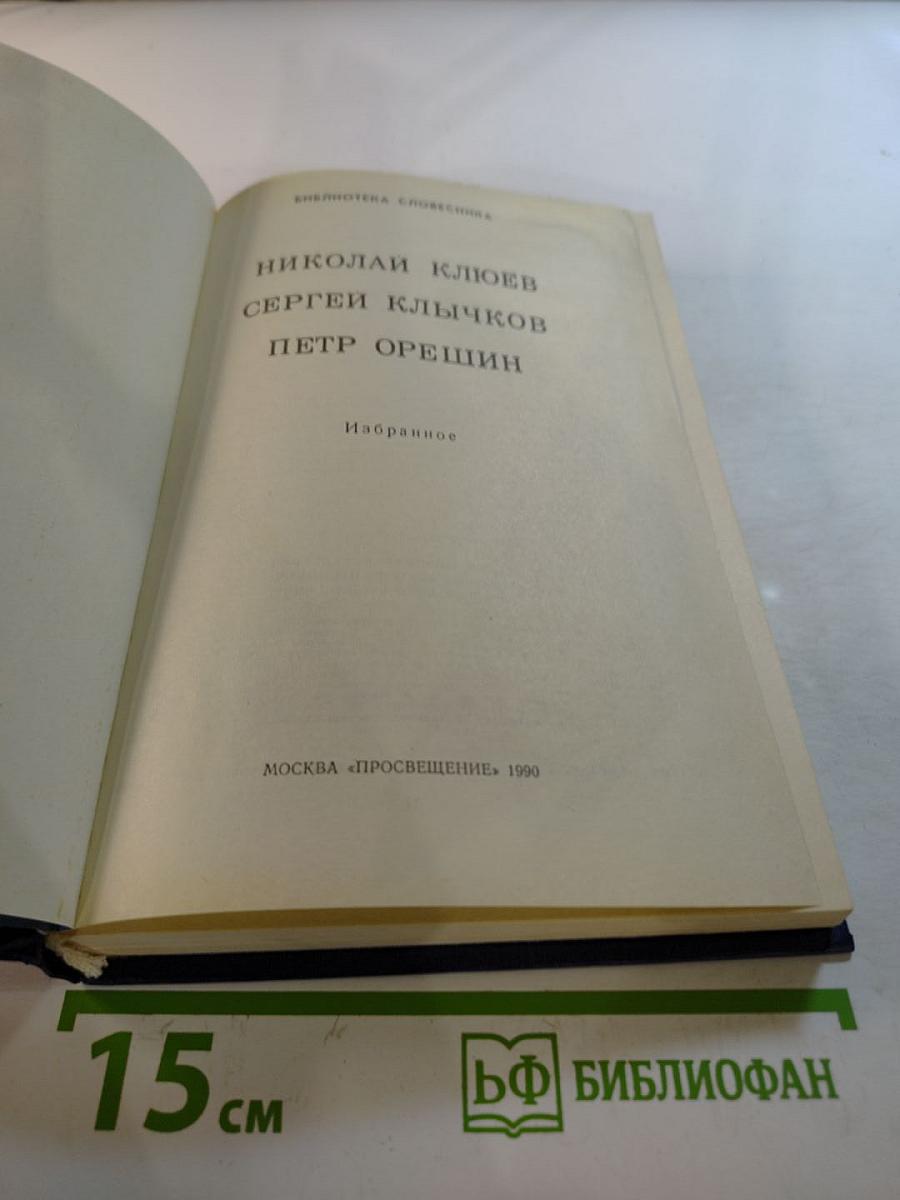 БИБЛИОТЕКА СЛОВЕСНИКА
НИКОЛАЙ КЛЮЕВ
СЕРГЕЙ КЛЫЧКОВ
ПЕТР ОРЕШИН
Избранное
МОСКВА «ПРОСВЕЩЕНИЕ» 1990
15 см
ЬФ БИБЛИОФАН